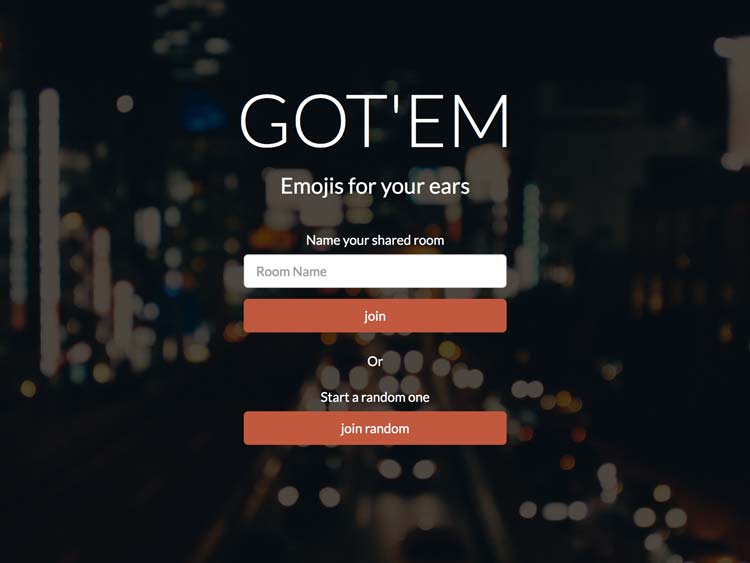 GOT'EM
Emojis for your ears
Name your shared room
Room Name
join
Or
Start a random one
join random